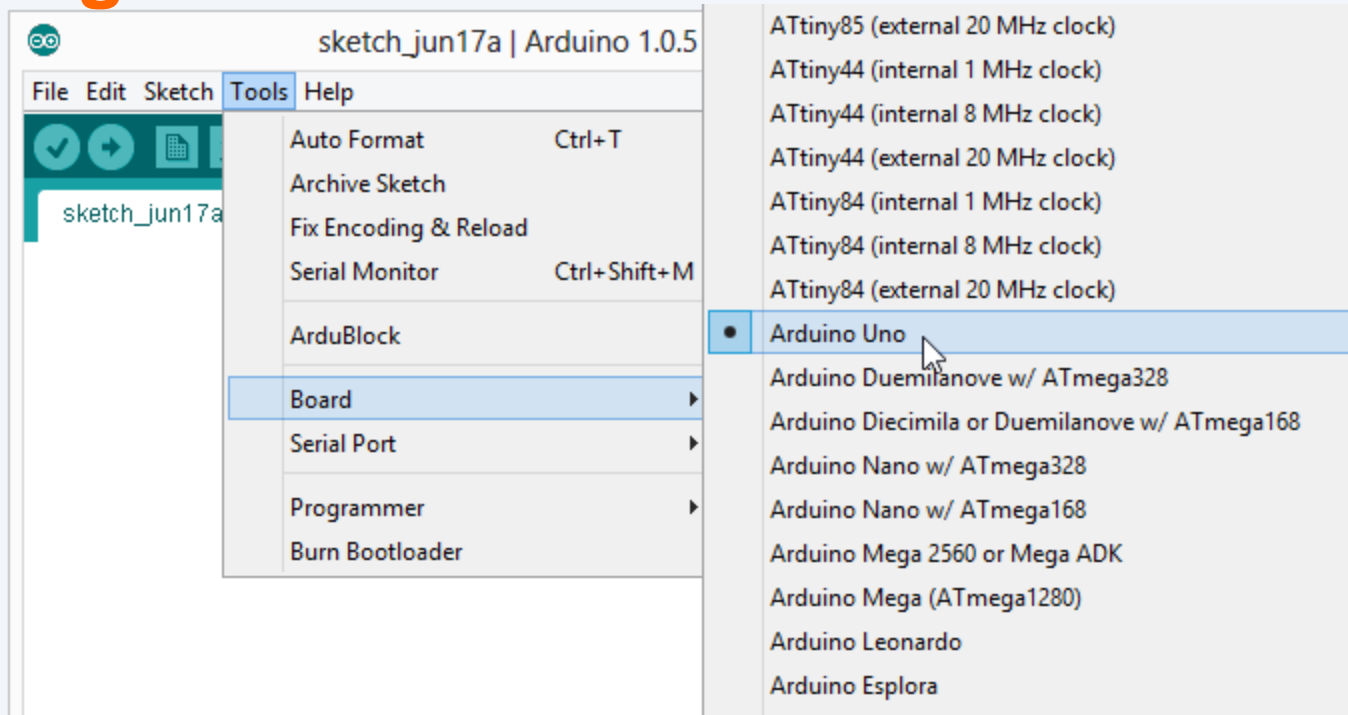 sketch_jun17a | Arduino 1.0.5
File Edit Sketch Tools Help
sketch_jun17a
Auto Format Ctrl+T
Archive Sketch
Fix Encoding & Reload
Serial Monitor Ctrl+Shift+M
ArduBlock
Board
Serial Port
Programmer
Burn Bootloader
ATtiny85 (external 20 MHz clock)
ATtiny44 (internal 1 MHz clock)
ATtiny44 (internal 8 MHz clock)
ATtiny44 (external 20 MHz clock)
ATtiny84 (internal 1 MHz clock)
ATtiny84 (internal 8 MHz clock)
ATtiny84 (external 20 MHz clock)
Arduino Uno
Arduino Duemilanove w/ ATmega328
Arduino Diecimila or Duemilanove w/ ATmega168
Arduino Nano w/ ATmega328
Arduino Nano w/ ATmega168
Arduino Mega 2560 or Mega ADK
Arduino Mega (ATmega1280)
Arduino Leonardo
Arduino Esplora